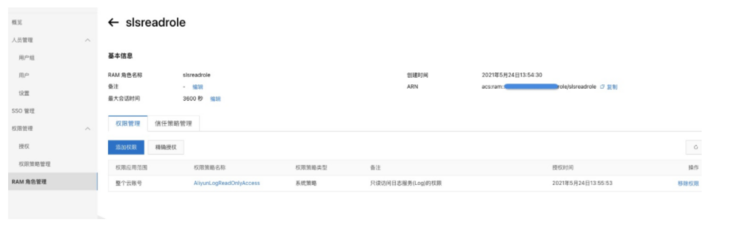 概览
← slsreadrole
人员管理
用户组
用户
设置
SSO 管理
权限管理
授权
权限策略管理
RAM 角色管理
基本信息
RAM 角色名称 slsreadrole 创建时间 2021年5月24日13:54:30
备注 - 编辑 ARN acs:ram: role/slsreadrole 复制
最大会话时间 3600 秒 编辑
权限管理 信任策略管理
添加权限 精确授权
权限应用范围 权限策略名称 权限策略类型 备注 授权时间 操作
整个云账号 AliyunLogReadOnlyAccess 系统策略 只读访问日志服务(Log)的权限 2021年5月24日13:55:53 移除权限